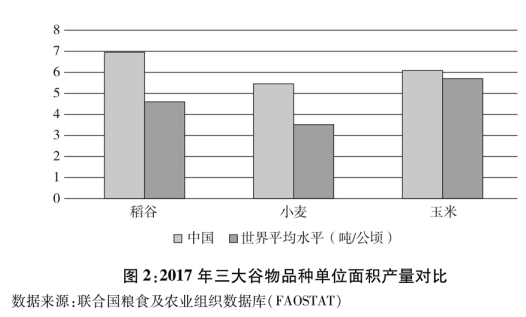 8
7
6
5
4
3
2
1
0
稻谷 小麦 玉米
中国 世界平均水平（吨/公顷）
图 2:2017 年三大谷物品种单位面积产量对比
数据来源:联合国粮食及农业组织数据库(FAOSTAT)